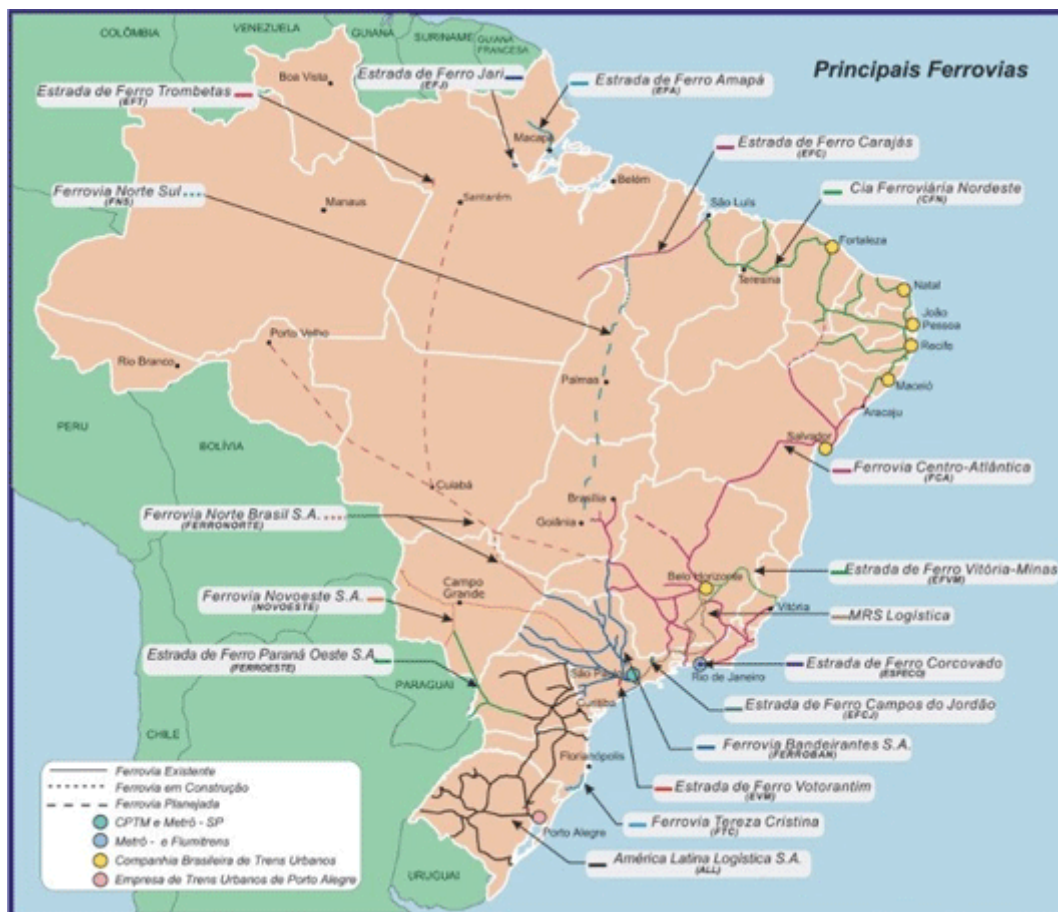 COLÔMBIA
VENEZUELA
GUIANA
SURINAME
GUIANA
FRANCESA
Principais Ferrovias
Boa Vista
Estrada de Ferro Jari
(EFJ)
Estrada de Ferro Amapá
(EFA)
Estrada de Ferro Trombetas
(EFT)
Macapá
Estrada de Ferro Carajás
(EFC)
Belém
Ferrovia Norte Sul
(FNS)
Manaus
Santarém
São Luís
Cia Ferroviária Nordeste
(CFN)
Fortaleza
Teresina
Natal
João
Pessoa
Recife
Porto Velho
Rio Branco
Palmas
Maceió
Aracaju
PERU
BOLÍVIA
Salvador
Ferrovia Centro-Atlântica
(FCA)
Cuiabá
Brasília
Goiânia
Ferrovia Norte Brasil S.A.
(FERRONORTE)
Belo Horizonte
Estrada de Ferro Vitória-Minas
(EFVM)
Campo
Grande
Ferrovia Novoeste S.A.
(NOVOESTE)
Vitória
MRS Logística
Estrada de Ferro Paraná Oeste S.A
(FERROESTE)
São Paulo
Rio de Janeiro
Estrada de Ferro Corcovado
(ESFECO)
PARAGUAI
Curitiba
Estrada de Ferro Campos do Jordão
(EFCJ)
CHILE
Ferrovia Bandeirantes S.A.
(FERROBAN)
Florianópolis
Estrada de Ferro Votorantim
(EVM)
Ferrovia Tereza Cristina
(FTC)
Porto Alegre
América Latina Logística S.A.
(ALL)
URUGUAI
Ferrovia Existente
Ferrovia em Construção
Ferrovia Planejada
CPTM e Metrô - SP
Metrô - e Flumitrens
Companhia Brasileira de Trens Urbanos
Empresa de Trens Urbanos de Porto Alegre